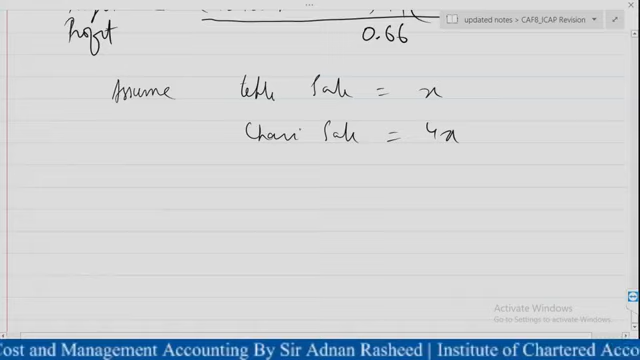 updated notes > CAF8_ICAP Revision
Profit 0.66
Assume table Sale = x
Chair Sale = 4x
Activate Windows
Go to Settings to activate Windows.
Cost and Management Accounting By Sir Adnan Rasheed | Institute of Chartered Acco